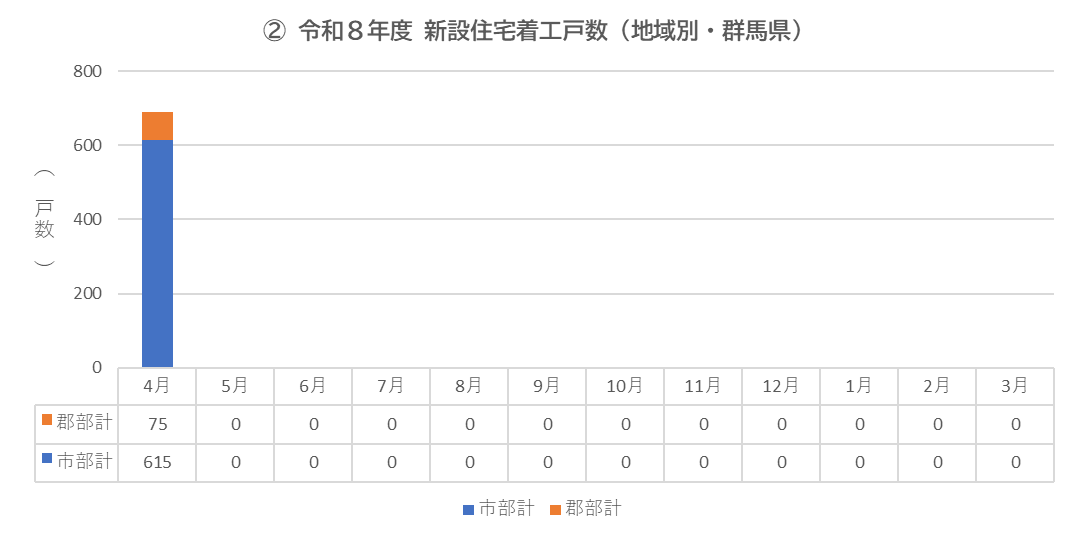 ② 令和８年度 新設住宅着工戸数（地域別・群馬県）
（戸数）
800
600
400
200
0
4月 5月 6月 7月 8月 9月 10月 11月 12月 1月 2月 3月
郡部計 75 0 0 0 0 0 0 0 0 0 0 0
市部計 615 0 0 0 0 0 0 0 0 0 0 0
市部計 郡部計